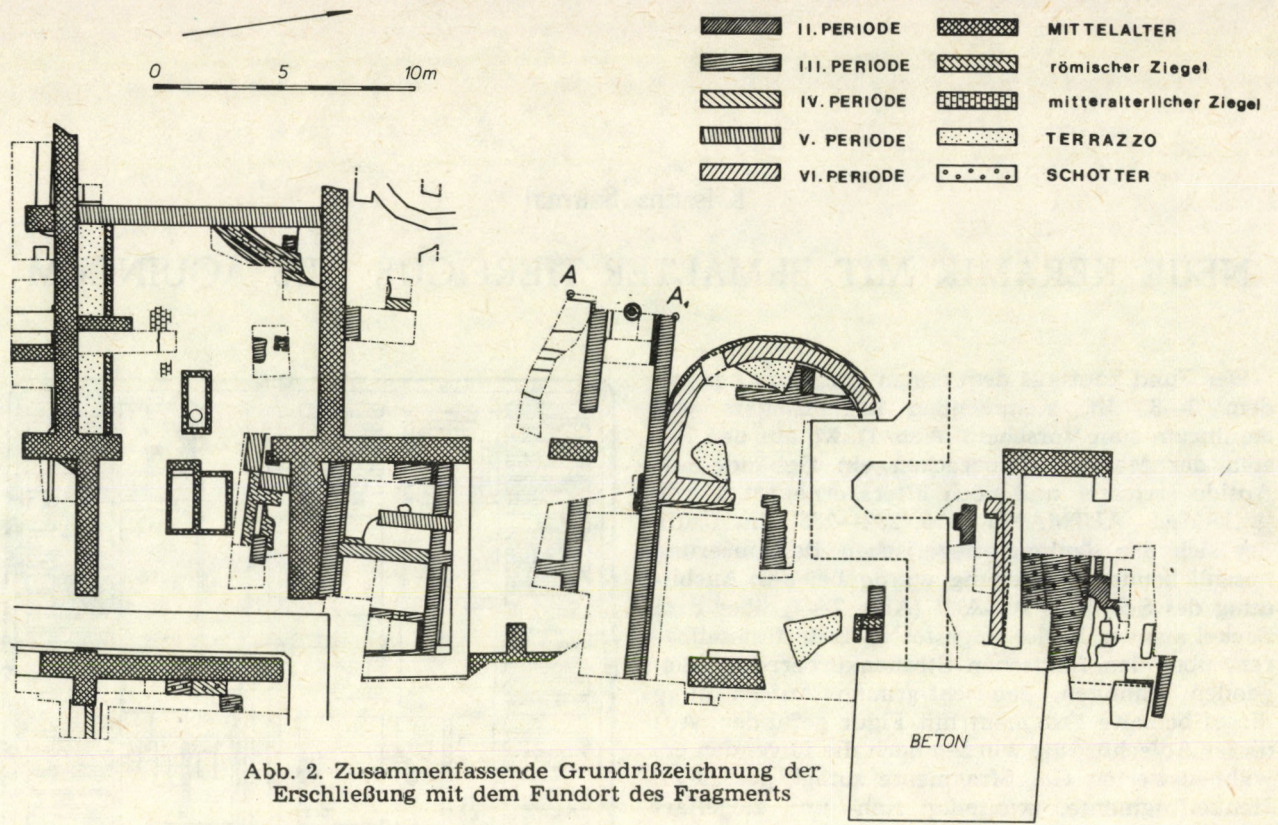 0 5 10m
II. PERIODE
III. PERIODE
IV. PERIODE
V. PERIODE
VI. PERIODE
MITTELALTER
römischer Ziegel
mitteralterlicher Ziegel
TERRAZZO
SCHOTTER
A
A₁
BETON
Abb. 2. Zusammenfassende Grundrißzeichnung der
Erschließung mit dem Fundort des Fragments